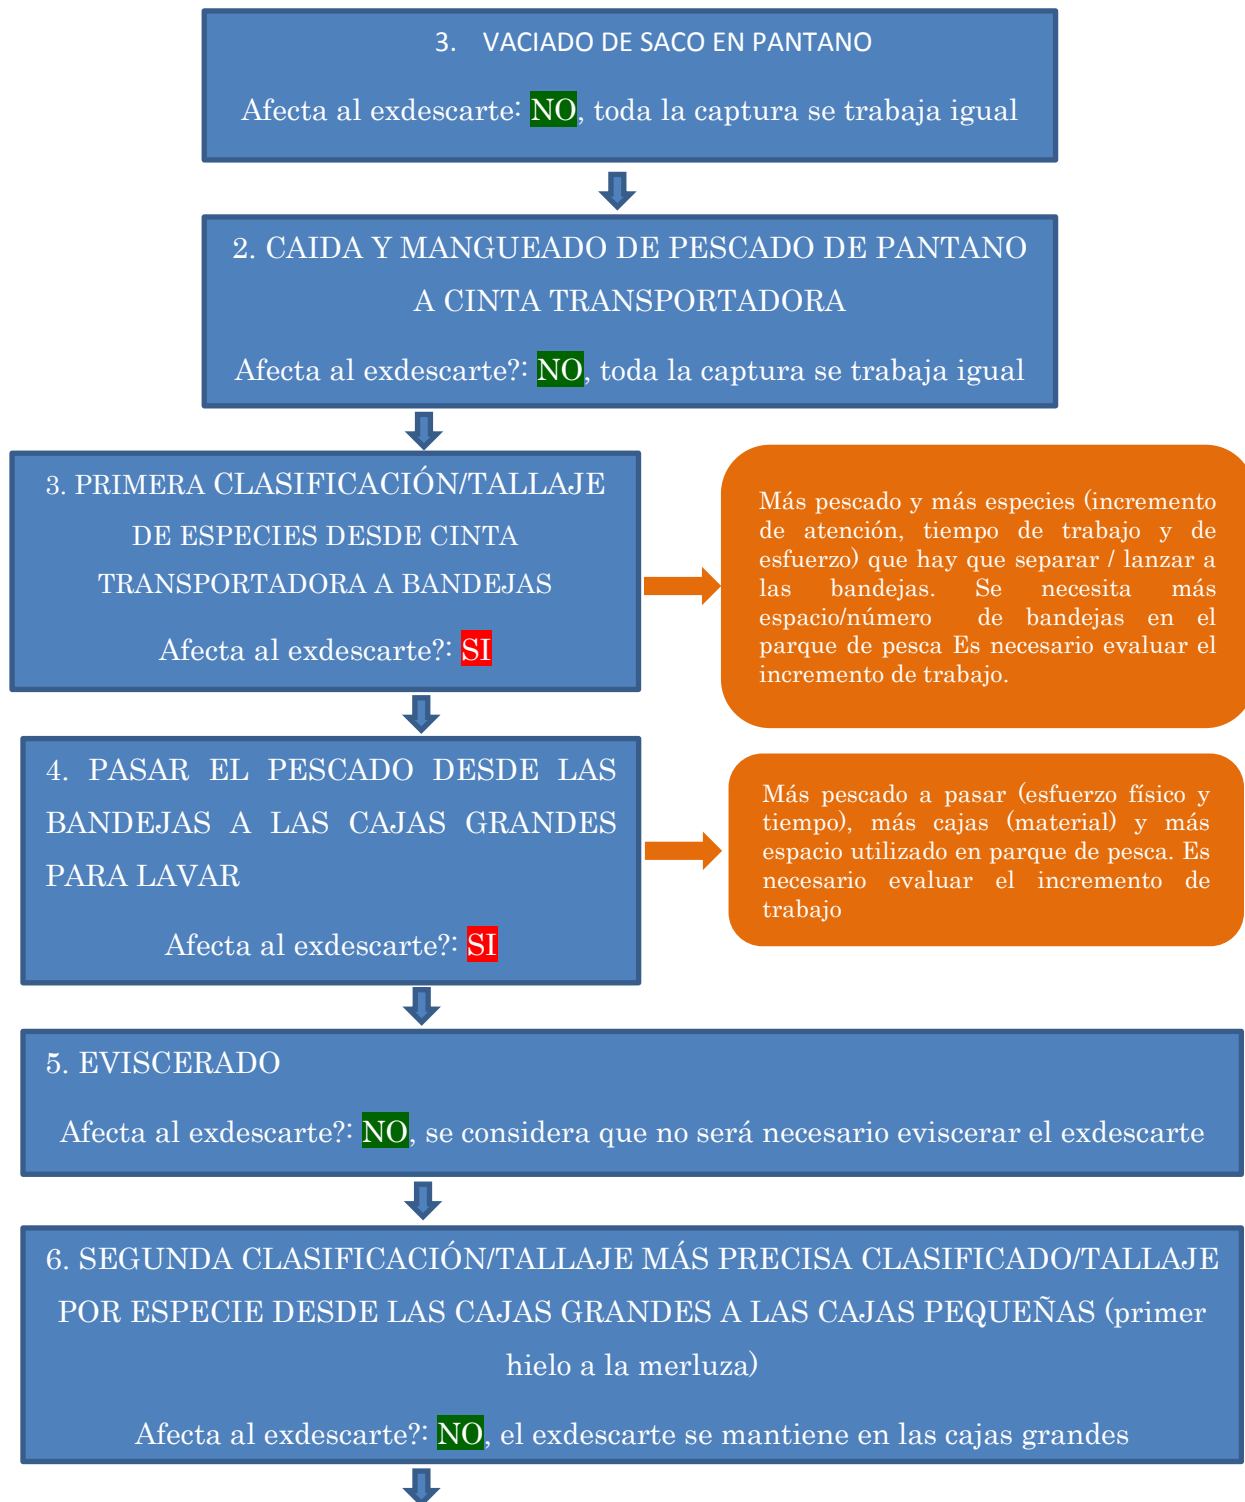 3. VACIADO DE SACO EN PANTANO
Afecta al exdescarte: NO, toda la captura se trabaja igual
2. CAIDA Y MANGUEADO DE PESCADO DE PANTANO
A CINTA TRANSPORTADORA
Afecta al exdescarte?: NO, toda la captura se trabaja igual
3. PRIMERA CLASIFICACIÓN/TALLAJE
DE ESPECIES DESDE CINTA
TRANSPORTADORA A BANDEJAS
Afecta al exdescarte?: SI
Más pescado y más especies (incremento
de atención, tiempo de trabajo y de
esfuerzo) que hay que separar / lanzar a
las bandejas. Se necesita más
espacio/número de bandejas en el
parque de pesca Es necesario evaluar el
incremento de trabajo.
4. PASAR EL PESCADO DESDE LAS
BANDEJAS A LAS CAJAS GRANDES
PARA LAVAR
Afecta al exdescarte?: SI
Más pescado a pasar (esfuerzo físico y
tiempo), más cajas (material) y más
espacio utilizado en parque de pesca. Es
necesario evaluar el incremento de
trabajo
5. EVISCERADO
Afecta al exdescarte?: NO, se considera que no será necesario eviscerar el exdescarte
6. SEGUNDA CLASIFICACIÓN/TALLAJE MÁS PRECISA CLASIFICADO/TALLAJE
POR ESPECIE DESDE LAS CAJAS GRANDES A LAS CAJAS PEQUEÑAS (primer
hielo a la merluza)
Afecta al exdescarte?: NO, el exdescarte se mantiene en las cajas grandes